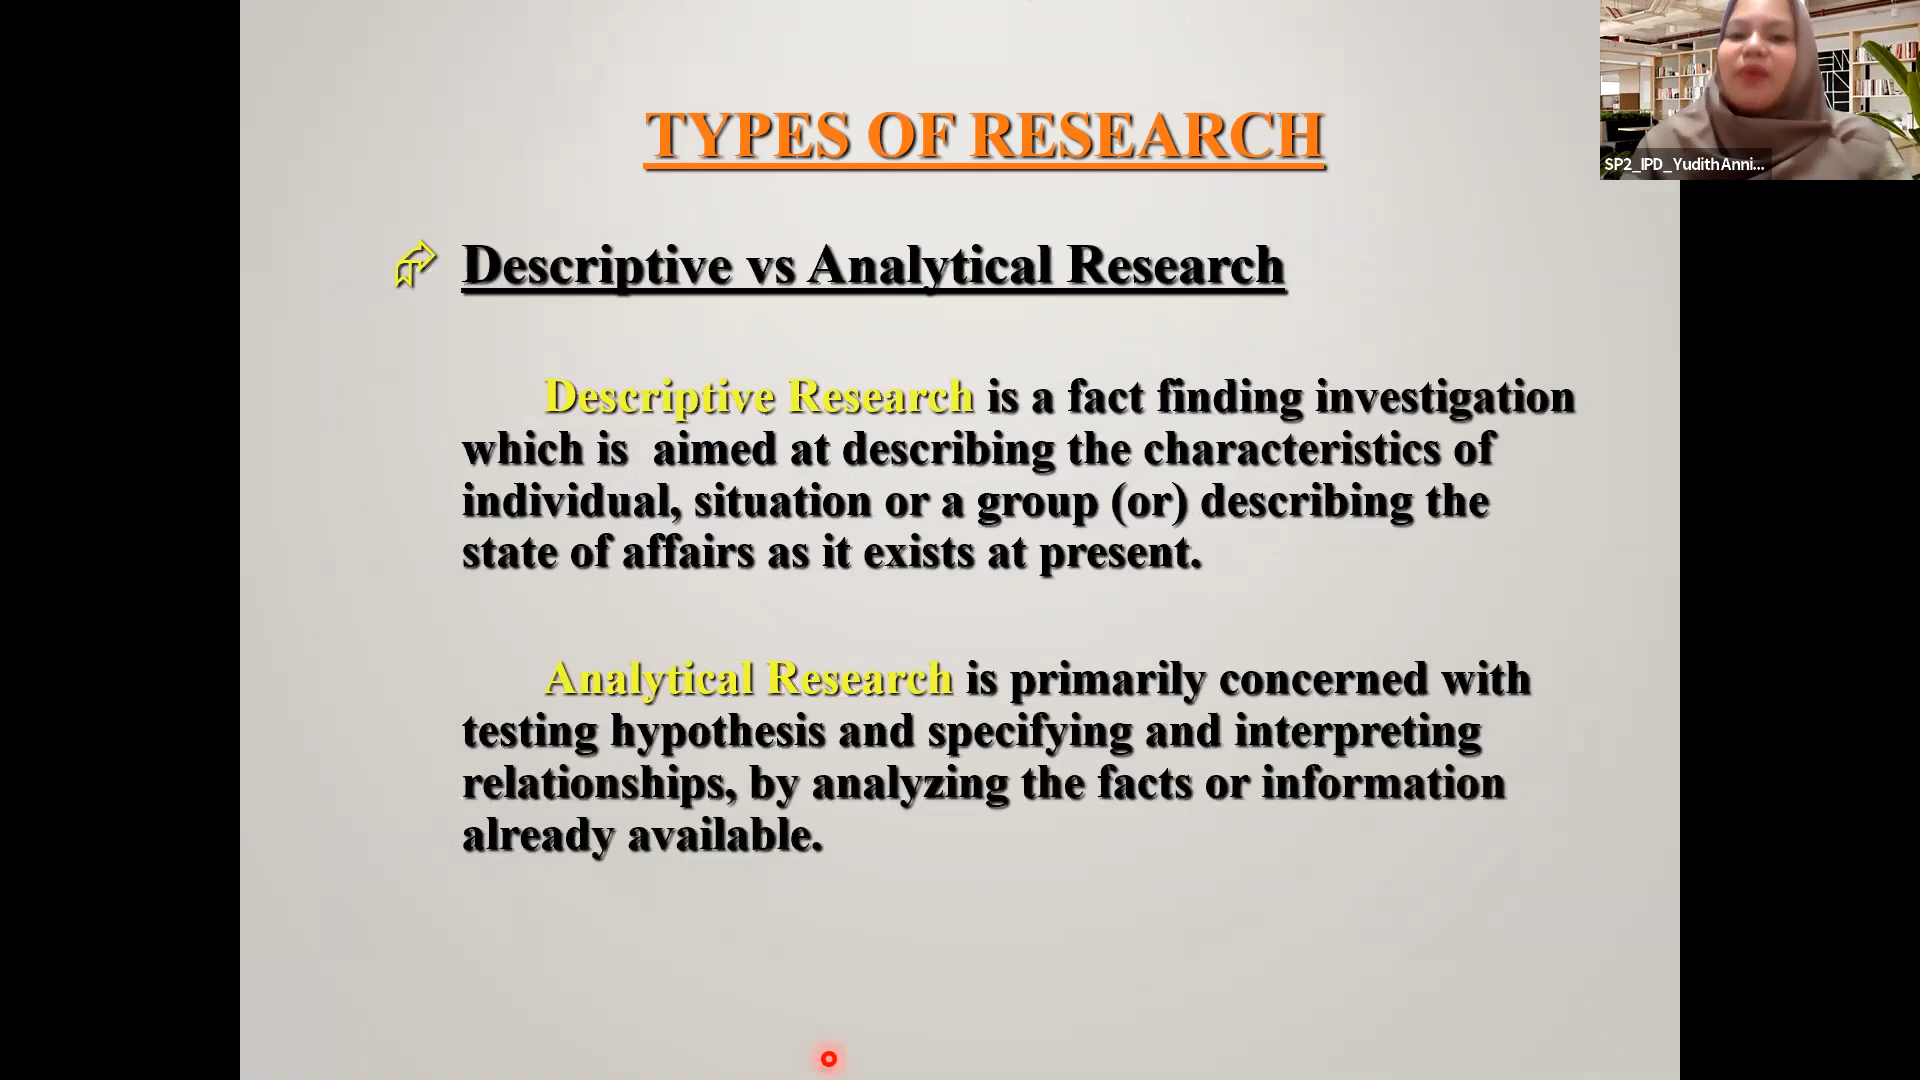 TYPES OF RESEARCH
SP2_IPD_YudithAnni...
Descriptive vs Analytical Research
Descriptive Research is a fact finding investigation
which is aimed at describing the characteristics of
individual, situation or a group (or) describing the
state of affairs as it exists at present.
Analytical Research is primarily concerned with
testing hypothesis and specifying and interpreting
relationships, by analyzing the facts or information
already available.